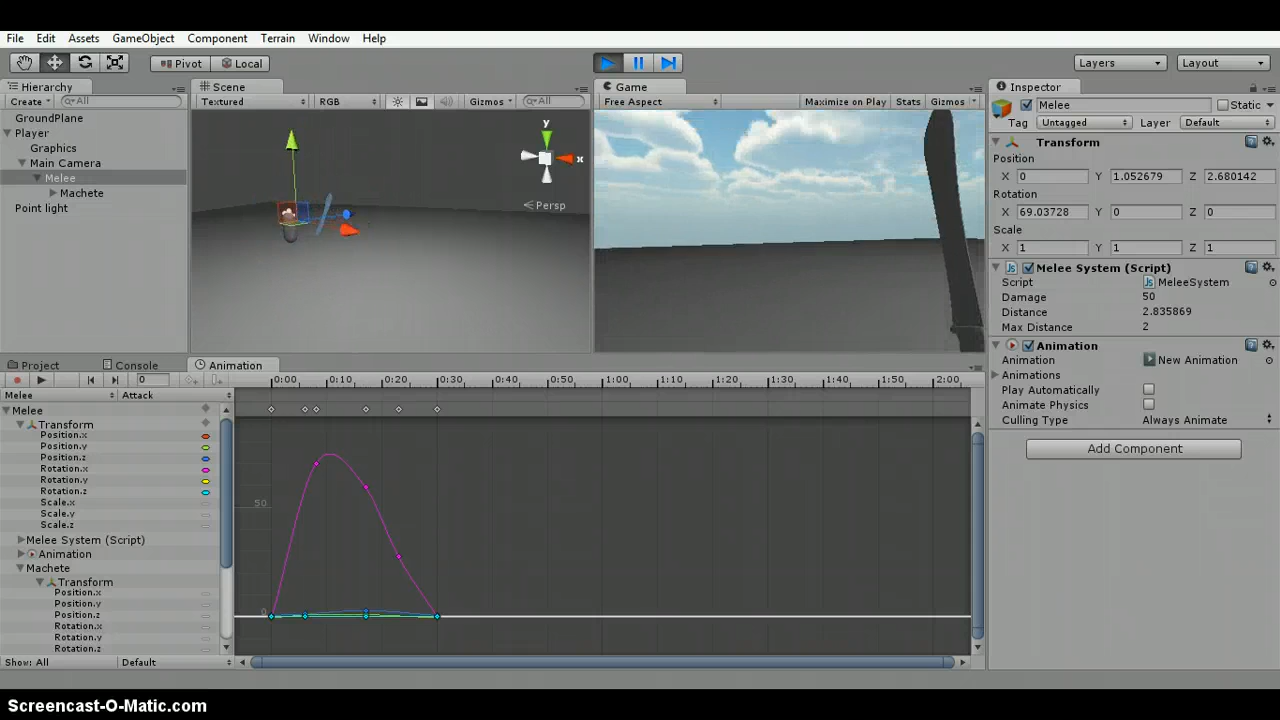 File Edit Assets GameObject Component Terrain Window Help
Pivot Local Layers Layout
Hierarchy Scene Game Inspector
Create All Textured RGB Gizmos All Free Aspect Maximize on Play Stats Gizmos Melee Static
Tag Untagged Layer Default
GroundPlane
Player
Graphics
Main Camera
Melee
Machete
Point light
y
x
Persp
Transform
Position
X 0 Y 1.052679 Z 2.680142
Rotation
X 69.03728 Y 0 Z 0
Scale
X 1 Y 1 Z 1
Melee System (Script)
Script MeleeSystem
Damage 50
Distance 2.835869
Max Distance 2
Animation
Animation New Animation
Animations
Play Automatically
Animate Physics
Culling Type Always Animate
Add Component
Project Console Animation
0 0:00 0:10 0:20 0:30 0:40 0:50 1:00 1:10 1:20 1:30 1:40 1:50 2:00
Melee Attack
Melee
Transform
Position.x
Position.y
Position.z
Rotation.x
Rotation.y
Rotation.z
Scale.x
Scale.y
Scale.z
Melee System (Script)
Animation
Machete
Transform
Position.x
Position.y
Position.z
Rotation.x
Rotation.y
Rotation.z
50
0
Show: All Default
Screencast-O-Matic.com